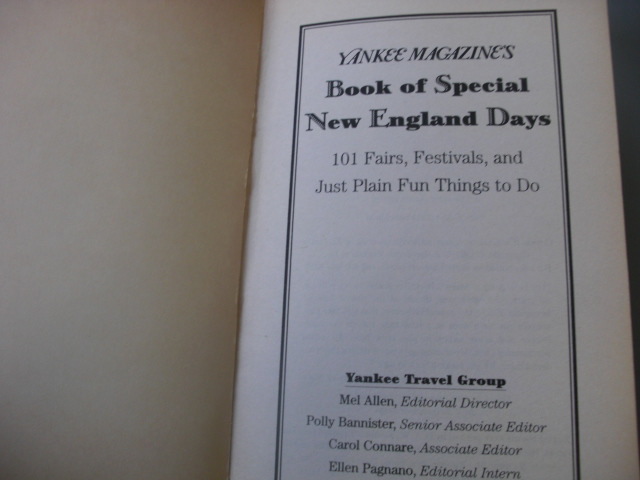 YANKEE MAGAZINE'S
Book of Special
New England Days
101 Fairs, Festivals, and
Just Plain Fun Things to Do
Yankee Travel Group
Mel Allen, Editorial Director
Polly Bannister, Senior Associate Editor
Carol Connare, Associate Editor
Ellen Pagnano, Editorial Intern